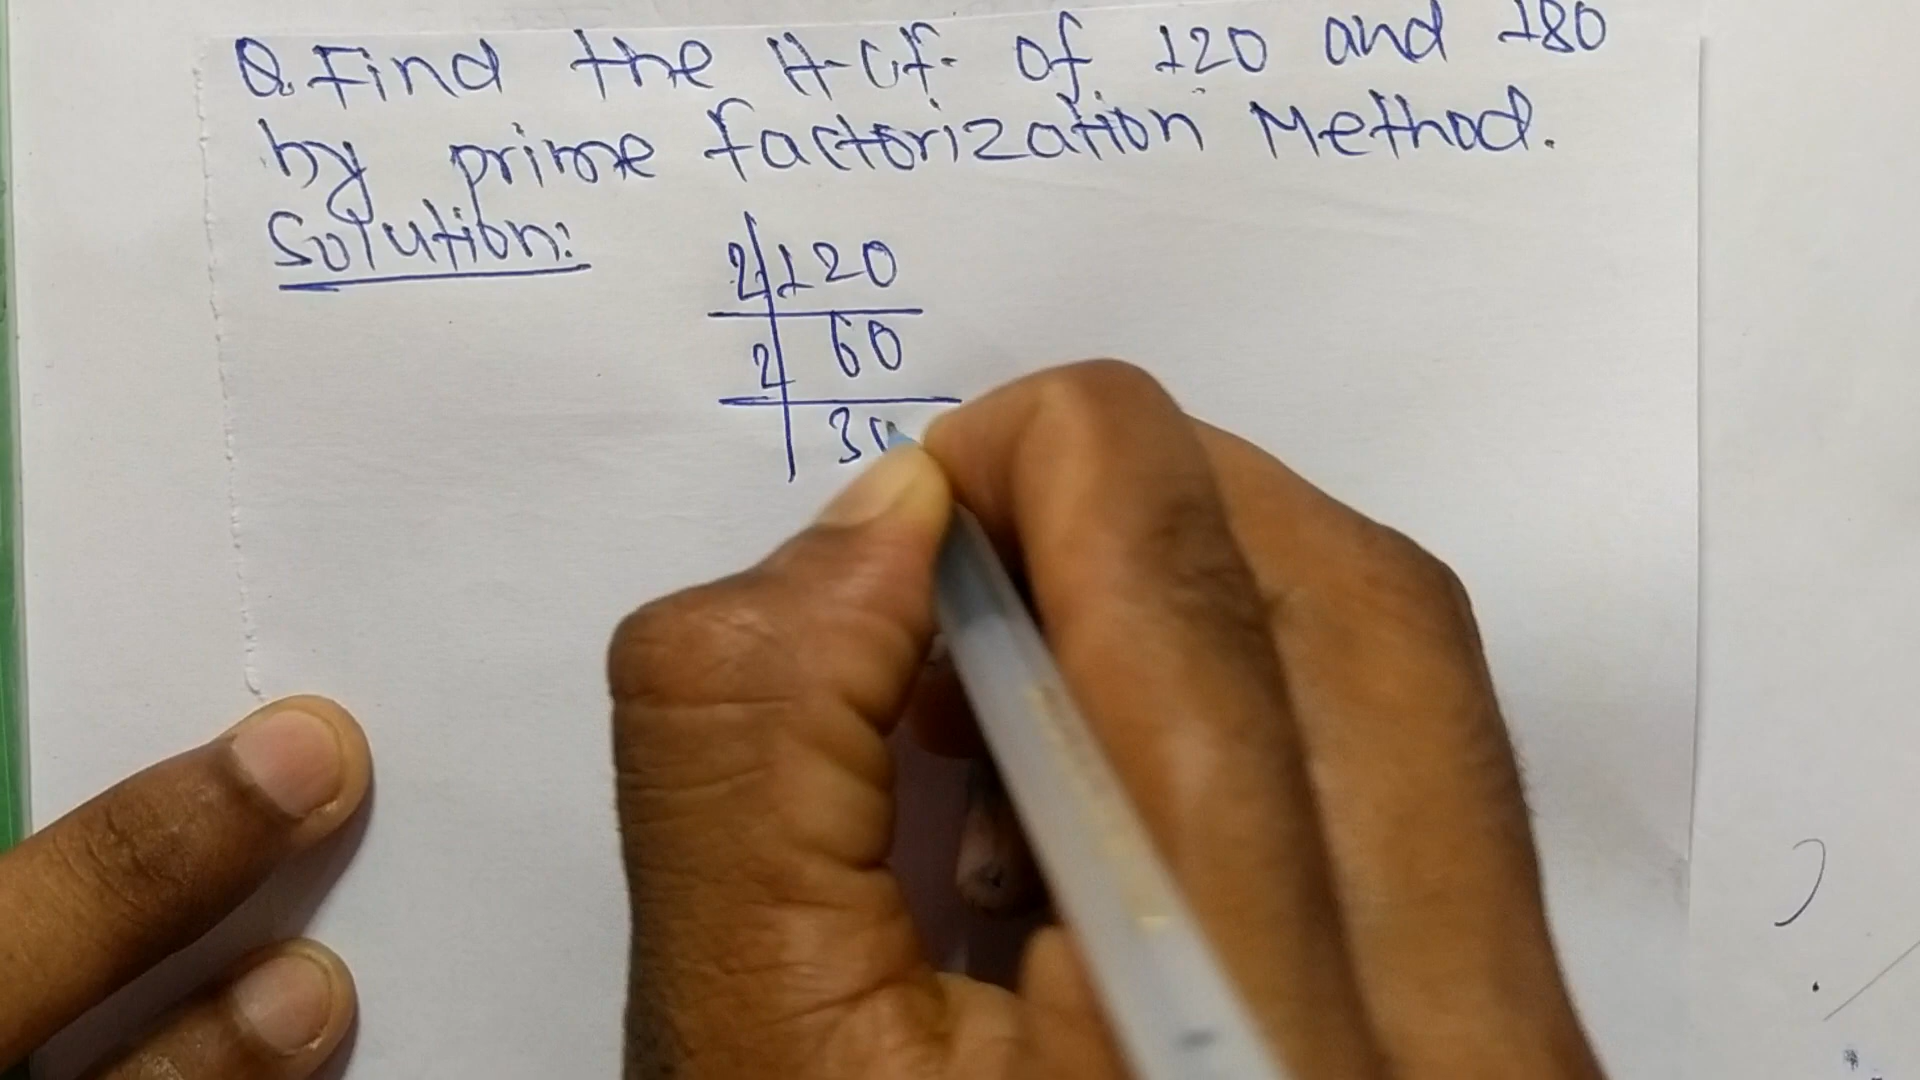 Q. Find the H.C.F. of 120 and 180
by prime factorization Method.
Solution:
2 120
2 60
30